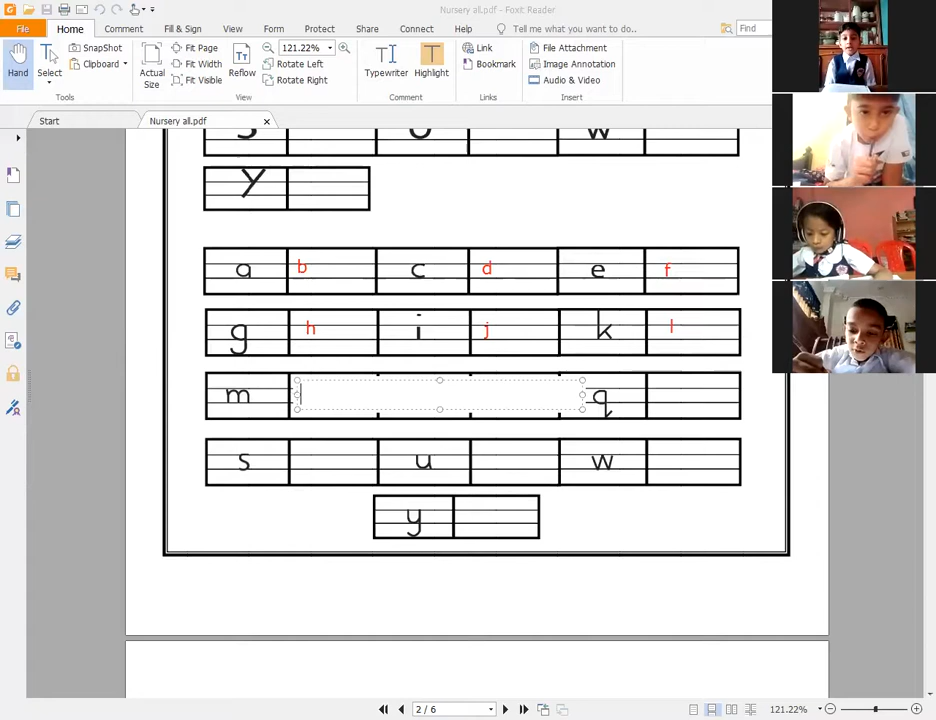 Nursery all.pdf - Foxit Reader
File Home Comment Fill & Sign View Form Protect Share Connect Help Tell me what you want to do.. Find
Hand Select SnapShot Clipboard Actual Size Fit Page Fit Width Fit Visible Reflow 121.22% Rotate Left Rotate Right Typewriter Highlight Link Bookmark File Attachment Image Annotation Audio & Video
Tools View Comment Links Insert
Start Nursery all.pdf
s u w
y
a b c d e f
g h i j k l
m q
s u w
y
2 / 6 121.22%